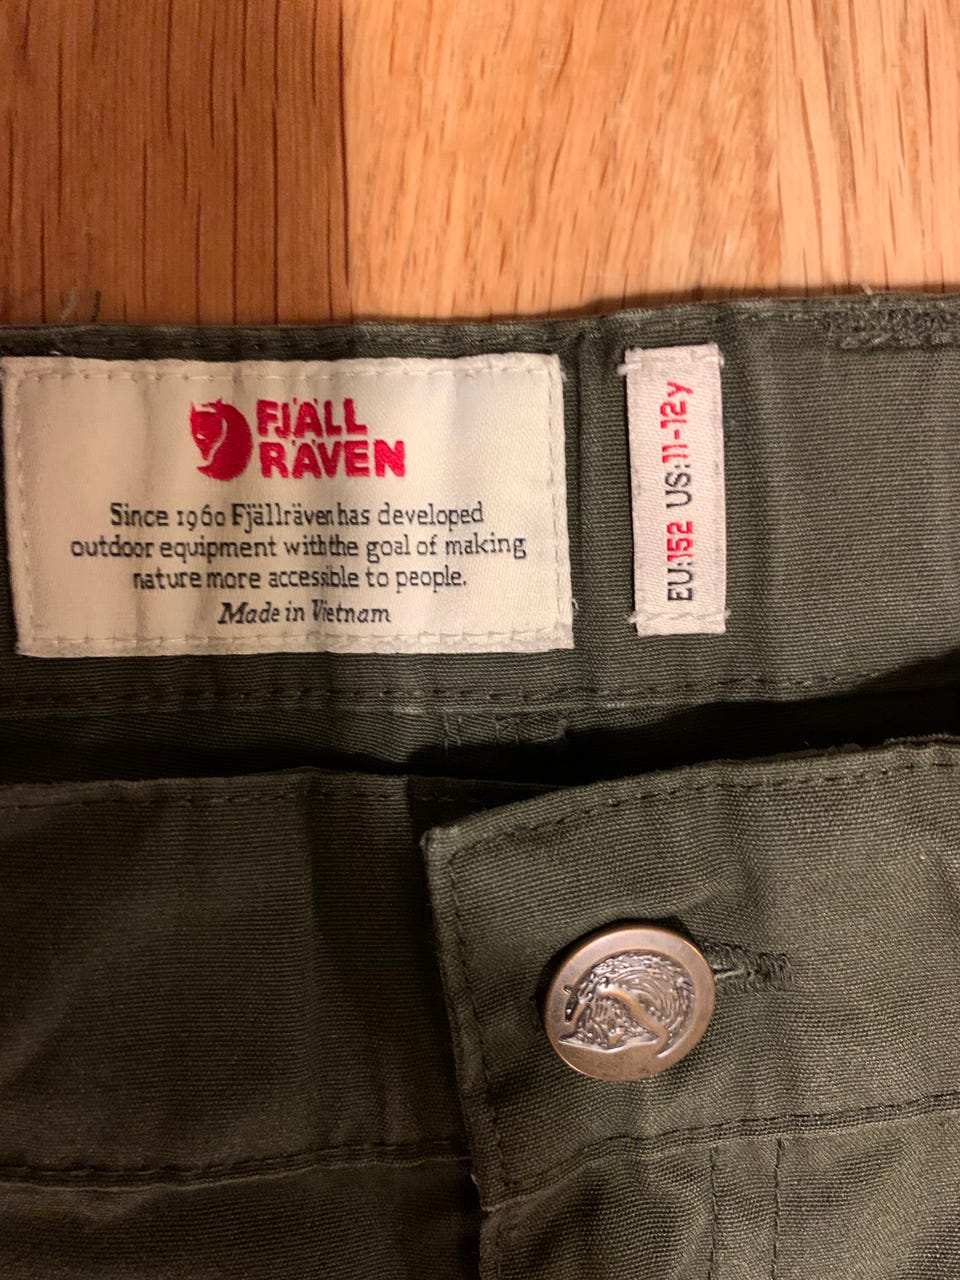 FJÄLL
RÄVEN
Since 1960 Fjällräven has developed
outdoor equipment with the goal of making
nature more accessible to people.
Made in Vietnam
EU:152 US:11-12y